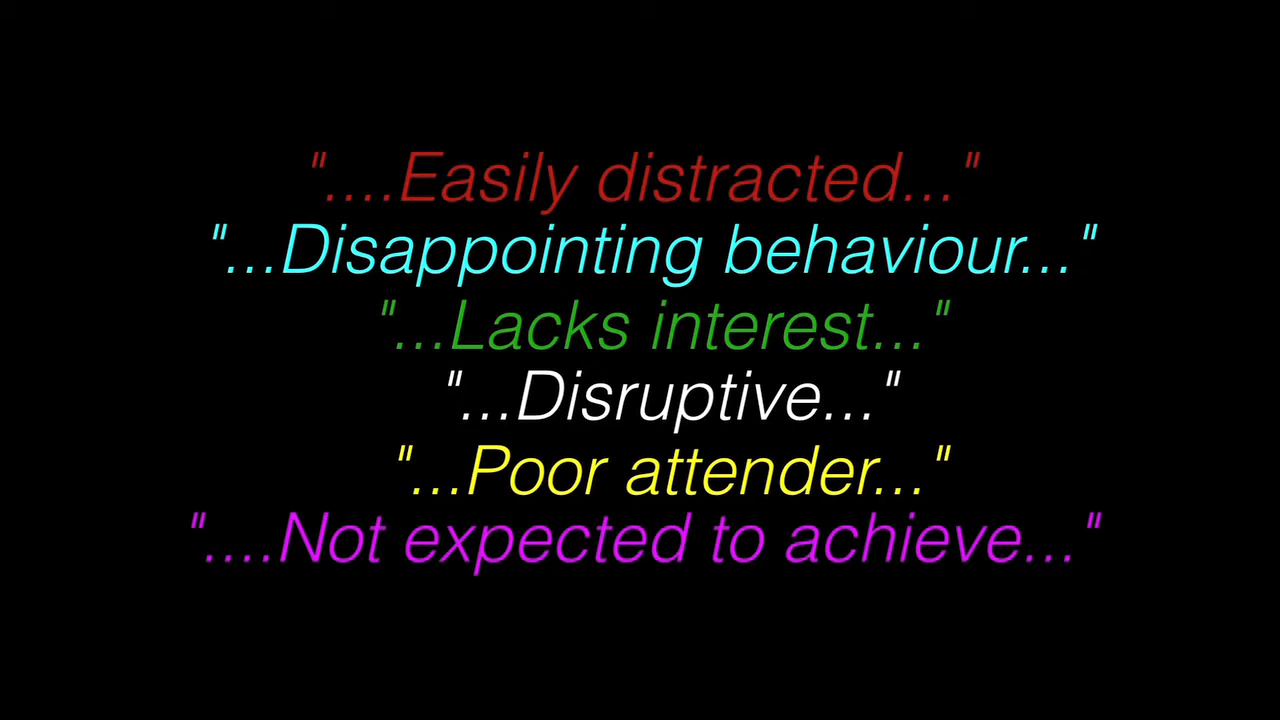 "....Easily distracted..."
"...Disappointing behaviour..."
"...Lacks interest..."
"...Disruptive..."
"...Poor attender..."
"....Not expected to achieve..."